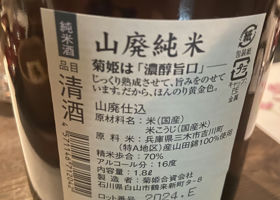 純米酒
品目
清酒
山廃純米
菊姫は「濃醇旨口」――
じっくり熟成させて、旨みをのせて
います。だから、ほんのり黄金色。
山廃仕込
原材料名：米(国産)
米こうじ(国産米)
原料米：兵庫県三木市吉川町
(特A地区)産山田錦100％使用
精米歩合：70％
アルコール分：16度
内容量：1.8ℓ
製造者：菊姫合資会社
石川県白山市鶴来新町タ-8
ロット番号 2024.E
キャップ:PE